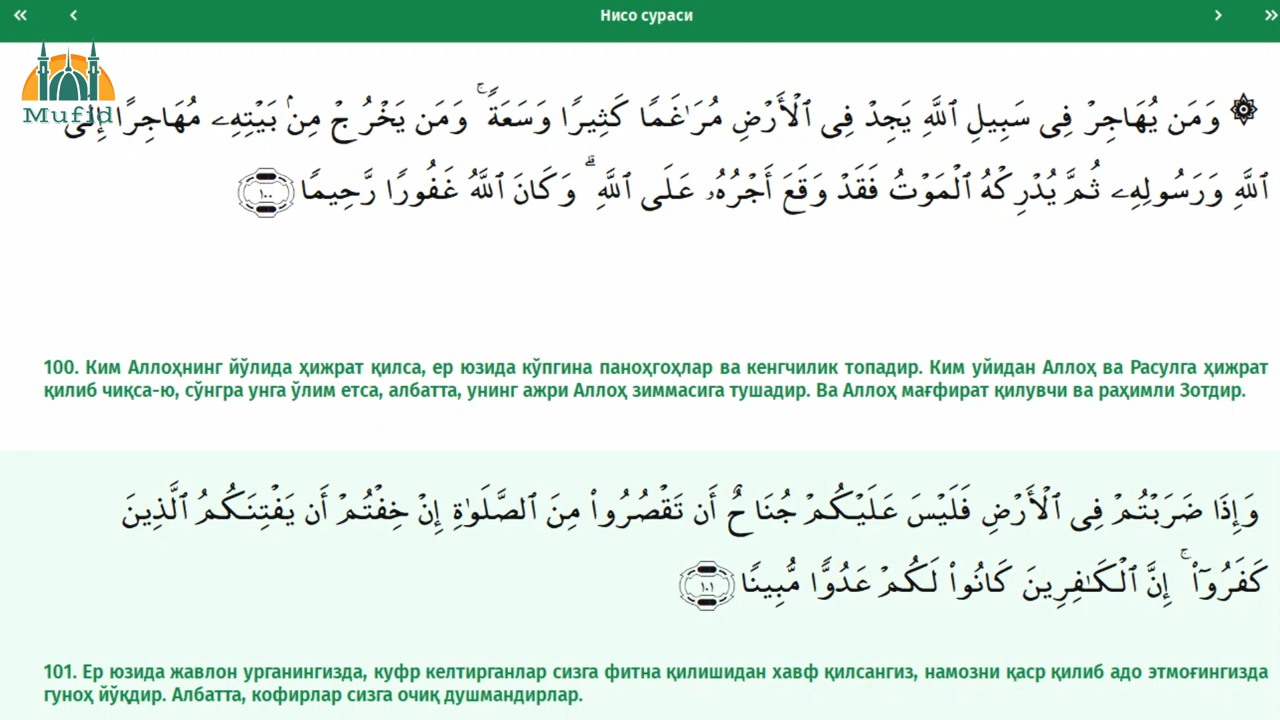 Нисо сураси
Mufid
۞ وَمَن يُهَاجِرْ فِى سَبِيلِ ٱللَّهِ يَجِدْ فِى ٱلْأَرْضِ مُرَٰغَمًا كَثِيرًا وَسَعَةً ۚ وَمَن يَخْرُجْ مِنۢ بَيْتِهِۦ مُهَاجِرًا إِلَى
ٱللَّهِ وَرَسُولِهِۦ ثُمَّ يُدْرِكْهُ ٱلْمَوْتُ فَقَدْ وَقَعَ أَجْرُهُۥ عَلَى ٱللَّهِ ۗ وَكَانَ ٱللَّهُ غَفُورًا رَّحِيمًا ١٠٠
100. Ким Аллоҳнинг йўлида ҳижрат қилса, ер юзида кўпгина паноҳгоҳлар ва кенгчилик топадир. Ким уйидан Аллоҳ ва Расулга ҳижрат
қилиб чиқса-ю, сўнгра унга ўлим етса, албатта, унинг ажри Аллоҳ зиммасига тушадир. Ва Аллоҳ мағфират қилувчи ва раҳимли Зотдир.
وَإِذَا ضَرَبْتُمْ فِى ٱلْأَرْضِ فَلَيْسَ عَلَيْكُمْ جُنَاحٌ أَن تَقْصُرُوا۟ مِنَ ٱلصَّلَوٰةِ إِنْ خِفْتُمْ أَن يَفْتِنَكُمُ ٱلَّذِينَ
كَفَرُوٓا۟ ۚ إِنَّ ٱلْكَـٰفِرِينَ كَانُوا۟ لَكُمْ عَدُوًّا مُّبِينًا ١٠١
101. Ер юзида жавлон урганингизда, куфр келтирганлар сизга фитна қилишидан хавф қилсангиз, намозни қаср қилиб адо этмоғингизда
гуноҳ йўқдир. Албатта, кофирлар сизга очиқ душмандирлар.